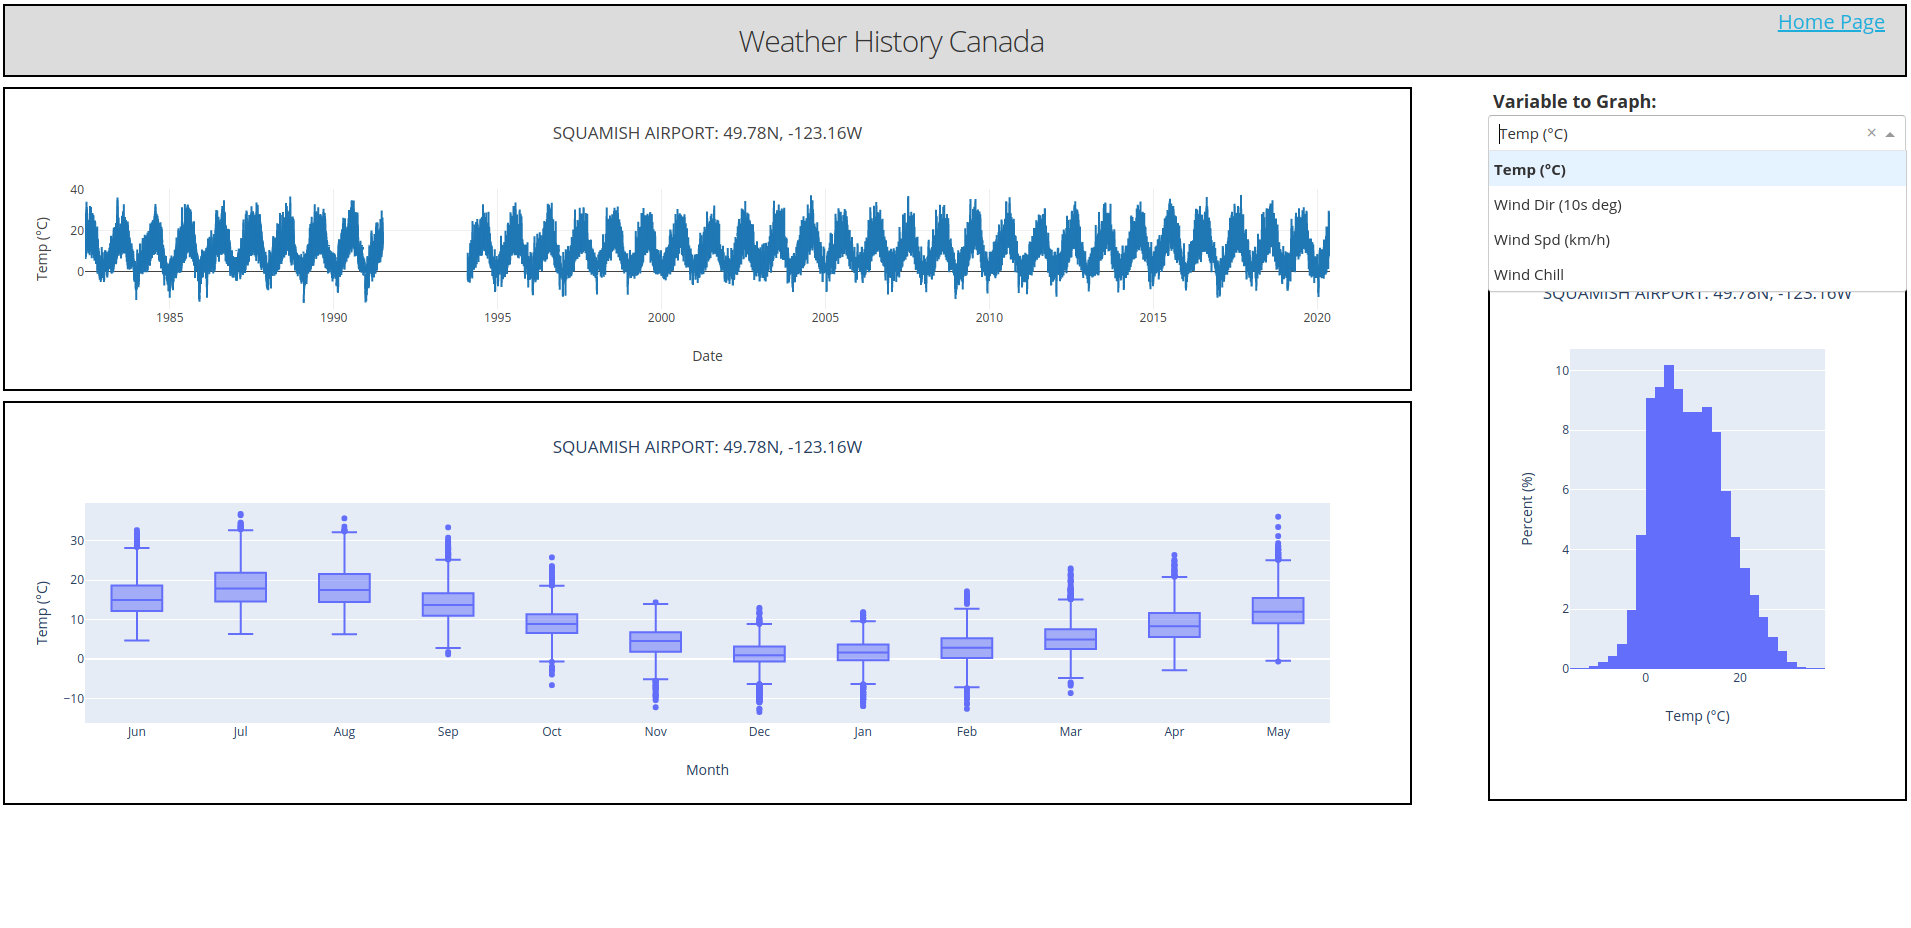 Weather History Canada
Home Page
SQUAMISH AIRPORT: 49.78N, -123.16W
Temp (°C)
40
20
0
1985 1990 1995 2000 2005 2010 2015 2020
Date
SQUAMISH AIRPORT: 49.78N, -123.16W
Temp (°C)
30
20
10
0
−10
Jun Jul Aug Sep Oct Nov Dec Jan Feb Mar Apr May
Month
Variable to Graph:
Temp (°C) ×
Temp (°C)
Wind Dir (10s deg)
Wind Spd (km/h)
Wind Chill
SQUAMISH AIRPORT: 49.78N, -123.16W
Percent (%)
10
8
6
4
2
0
0 20
Temp (°C)